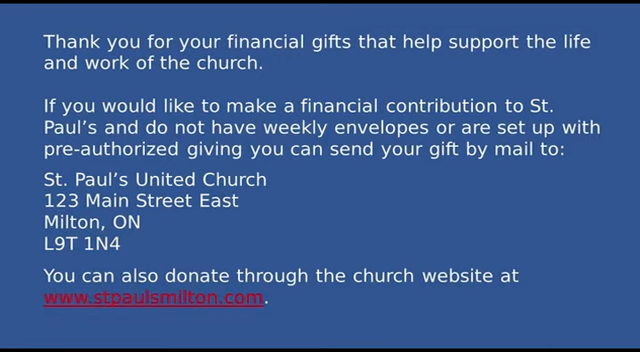 Thank you for your financial gifts that help support the life
and work of the church.
If you would like to make a financial contribution to St.
Paul’s and do not have weekly envelopes or are set up with
pre-authorized giving you can send your gift by mail to:
St. Paul’s United Church
123 Main Street East
Milton, ON
L9T 1N4
You can also donate through the church website at
www.stpaulsmilton.com.